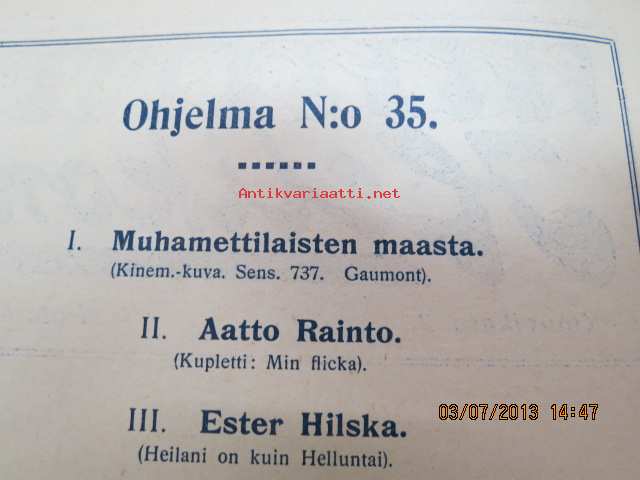 Ohjelma N:o 35.
Antikvariaatti.net
I. Muhamettilaisten maasta.
(Kinem.-kuva. Sens. 737. Gaumont).
II. Aatto Rainto.
(Kupletti: Min flicka).
III. Ester Hilska.
(Heilani on kuin Helluntai).
03/07/2013 14:47